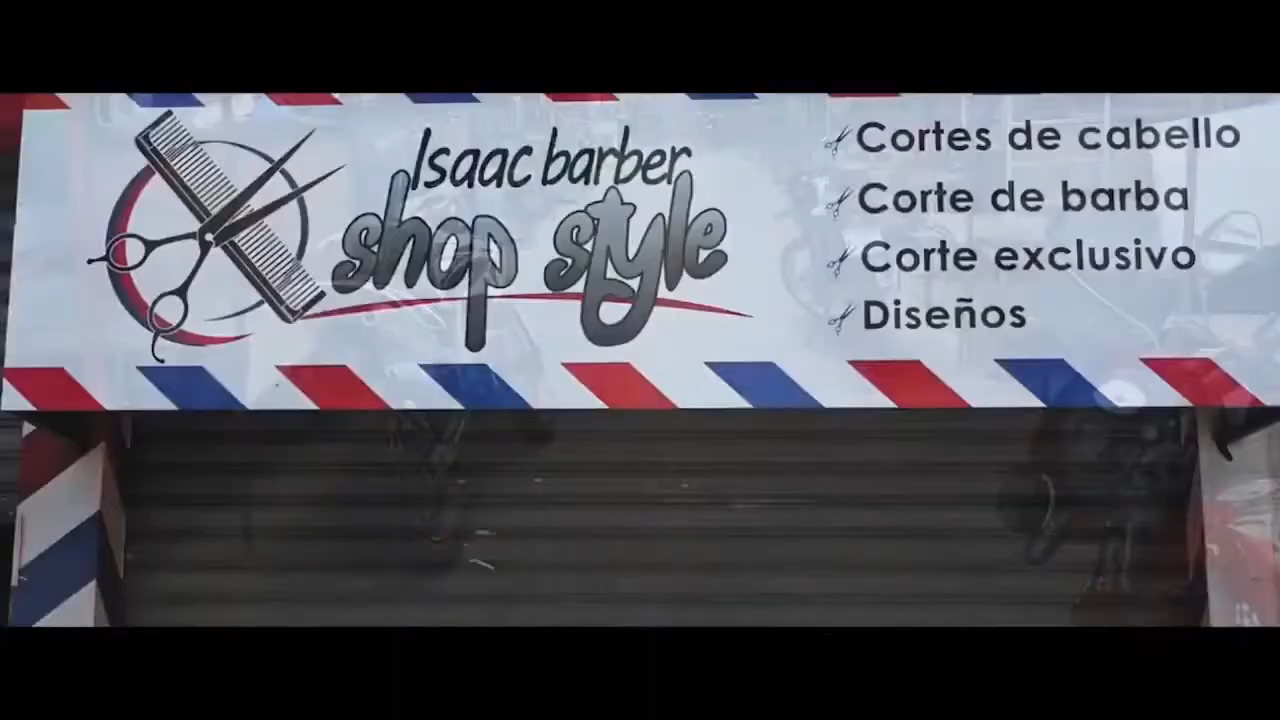 Isaac barber
shop style
Cortes de cabello
Corte de barba
Corte exclusivo
Diseños